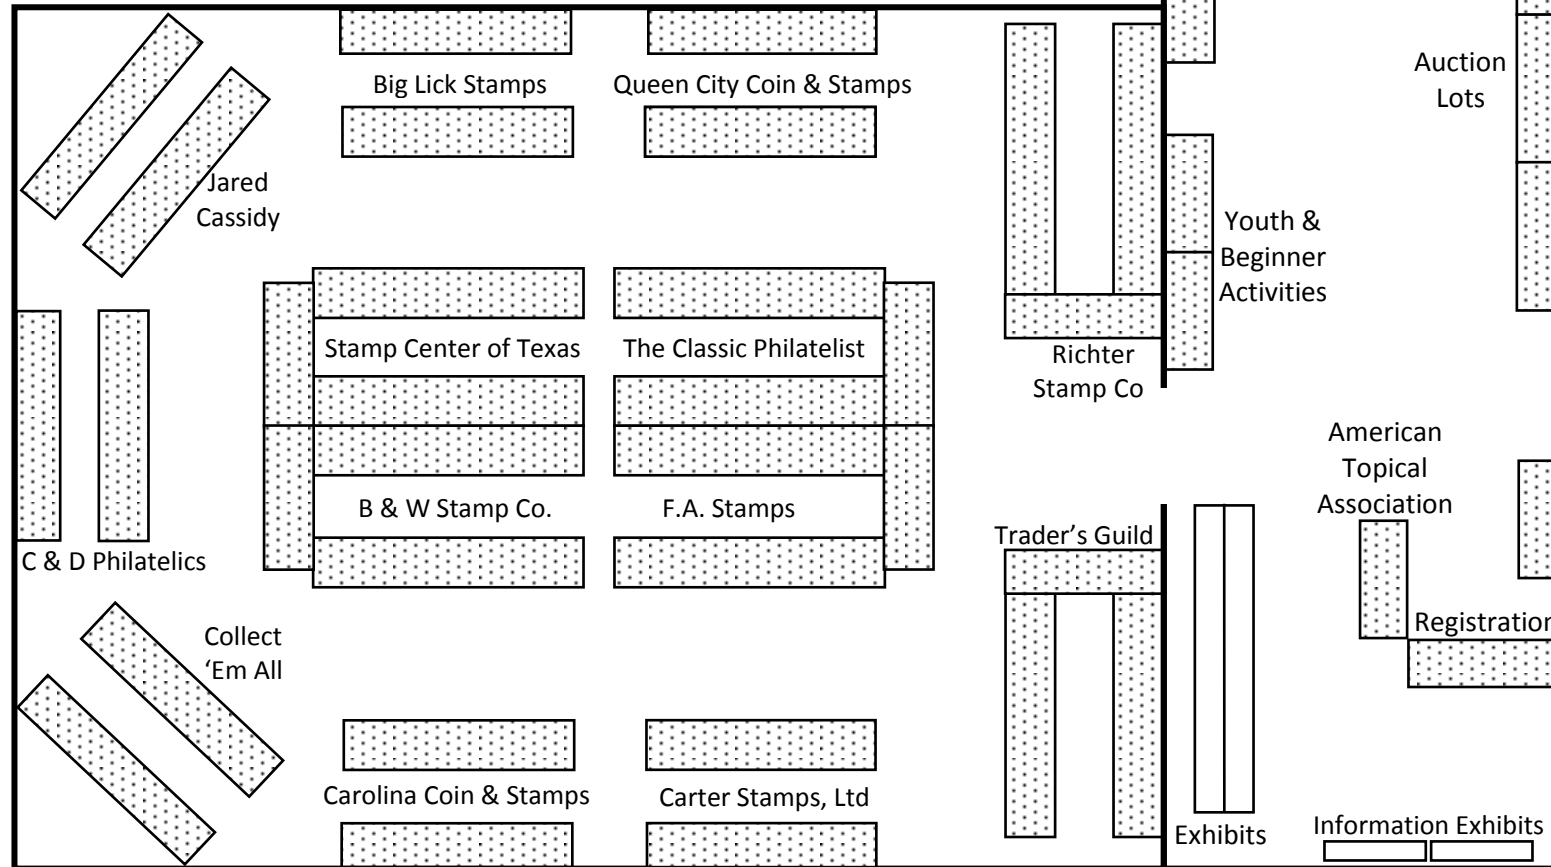 Big Lick Stamps
Queen City Coin & Stamps
Auction
Lots
Jared
Cassidy
Youth &
Beginner
Activities
Stamp Center of Texas
The Classic Philatelist
Richter
Stamp Co
American
Topical
Association
B & W Stamp Co.
F.A. Stamps
Trader’s Guild
C & D Philatelics
Registration
Collect
‘Em All
Carolina Coin & Stamps
Carter Stamps, Ltd
Exhibits
Information Exhibits